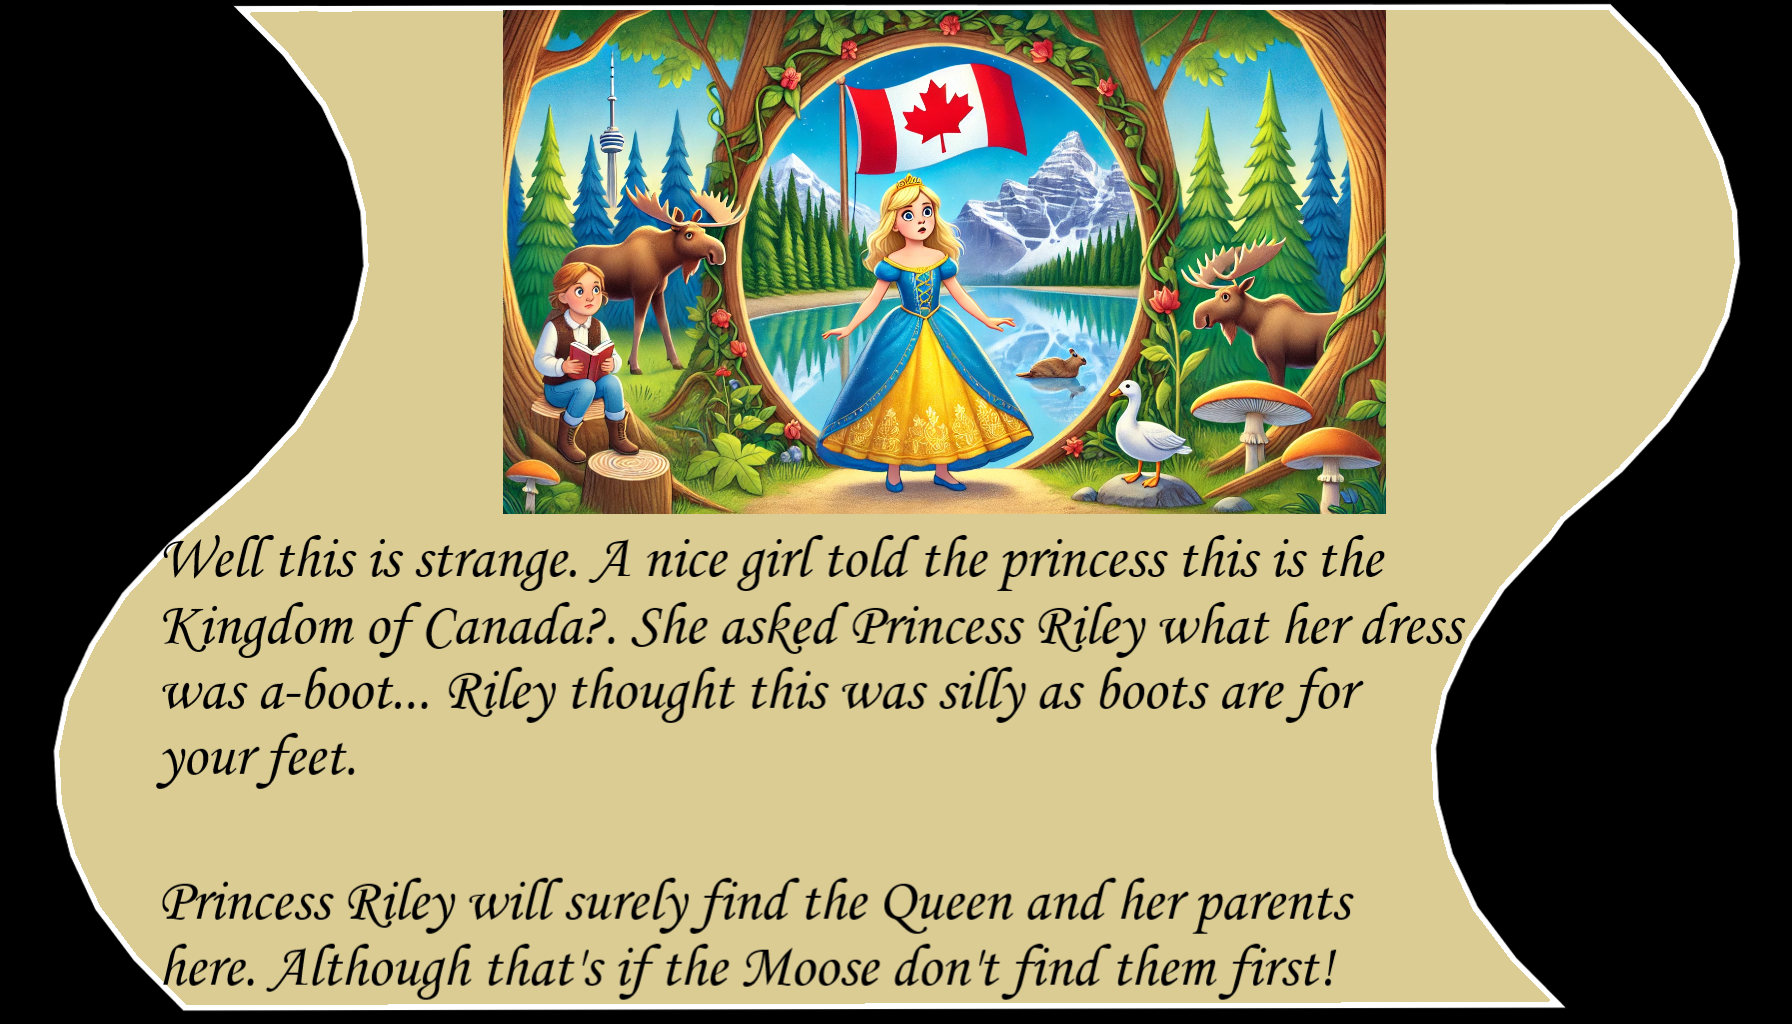 Well this is strange. A nice girl told the princess this is the
Kingdom of Canada?. She asked Princess Riley what her dress
was a-boot... Riley thought this was silly as boots are for
your feet.
Princess Riley will surely find the Queen and her parents
here. Although that's if the Moose don't find them first!